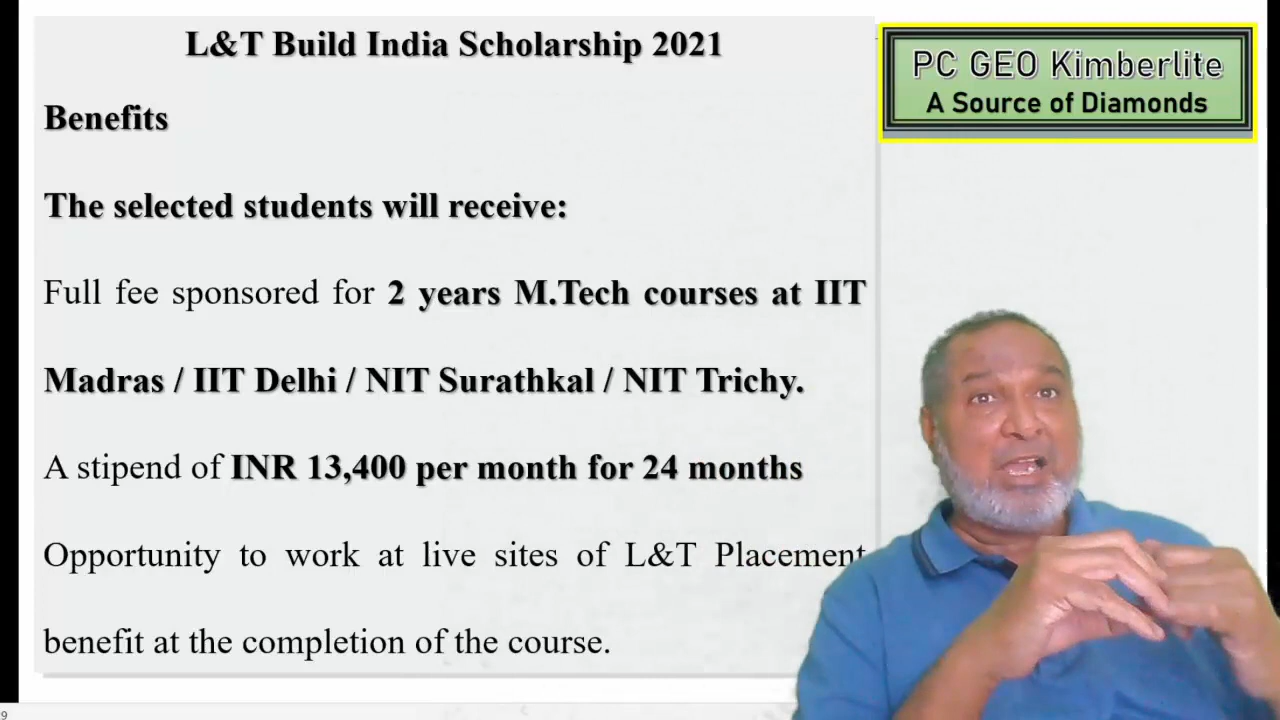 L&T Build India Scholarship 2021
PC GEO Kimberlite
A Source of Diamonds
Benefits
The selected students will receive:
Full fee sponsored for 2 years M.Tech courses at IIT
Madras / IIT Delhi / NIT Surathkal / NIT Trichy.
A stipend of INR 13,400 per month for 24 months
Opportunity to work at live sites of L&T Placement
benefit at the completion of the course.
9